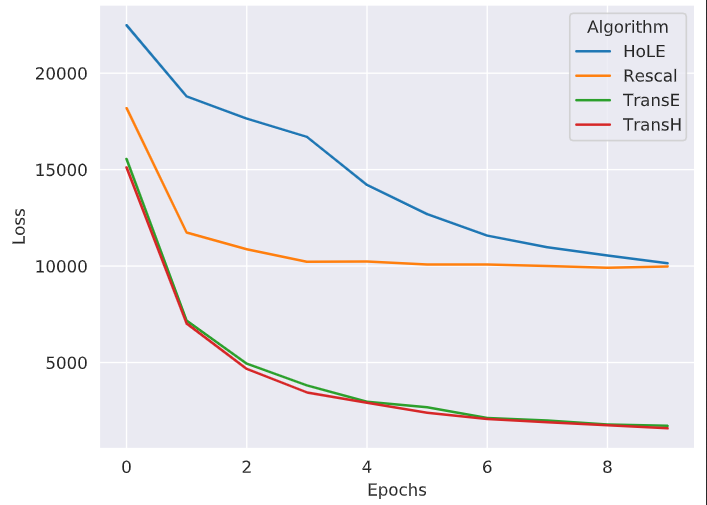 Algorithm
HoLE
Rescal
TransE
TransH
20000
15000
10000
5000
Loss
0 2 4 6 8
Epochs